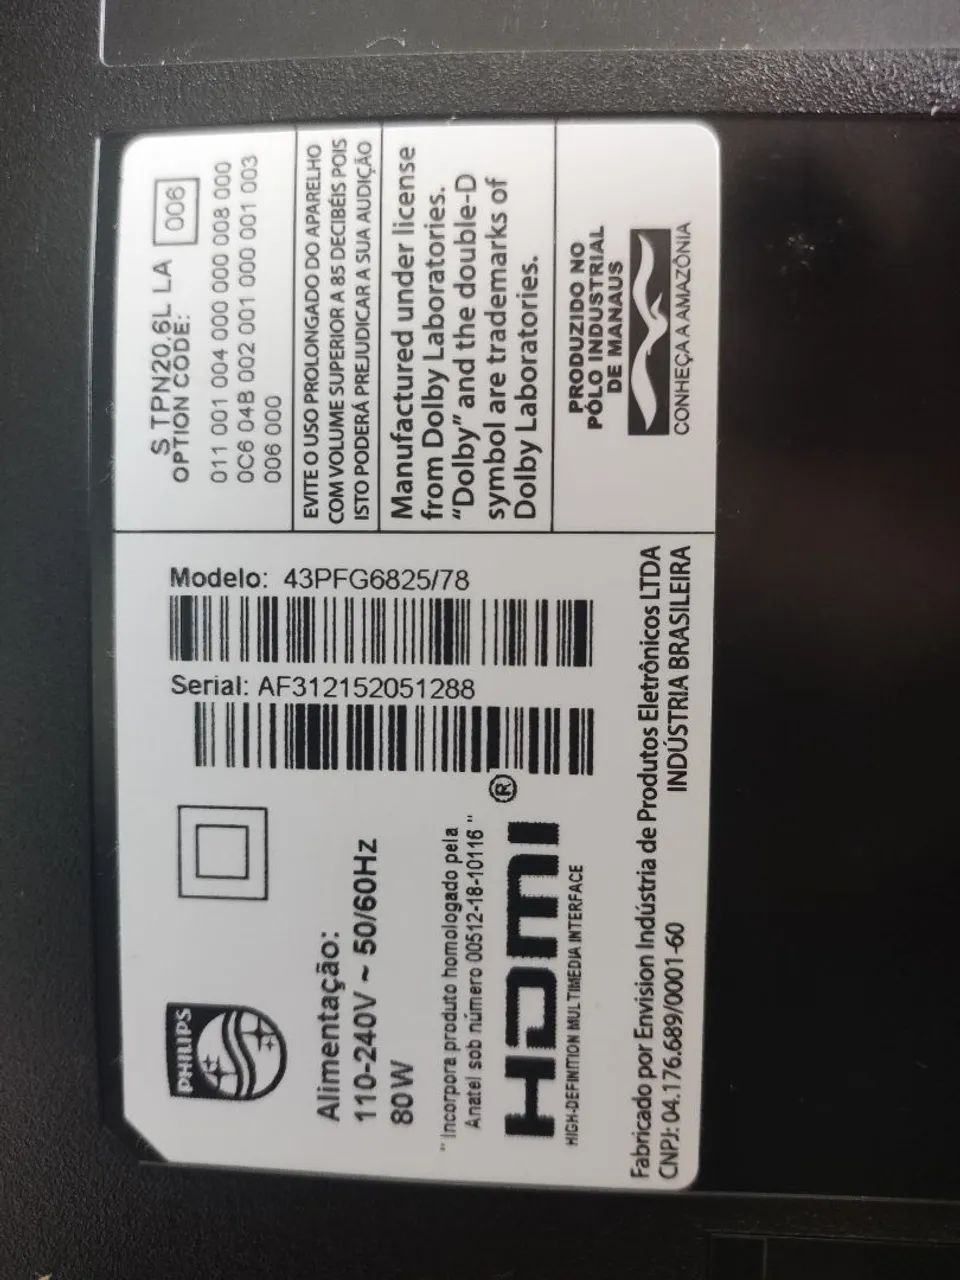 PHILIPS
Alimentação:
110-240V ~ 50/60Hz
80W
" Incorpora produto homologado pela
Anatel sob número 00512-18-10116 "
HDMI®
HIGH-DEFINITION MULTIMEDIA INTERFACE
Modelo: 43PFG6825/78
Serial: AF312152051288
Fabricado por Envision Indústria de Produtos Eletrônicos LTDA
CNPJ: 04.176.689/0001-60
INDÚSTRIA BRASILEIRA
S TPN20.6L LA 006
OPTION CODE:
011 001 004 000 000 008 000
0C6 04B 002 001 000 001 003
006 000
EVITE O USO PROLONGADO DO APARELHO
COM VOLUME SUPERIOR A 85 DECIBÉIS POIS
ISTO PODERÁ PREJUDICAR A SUA AUDIÇÃO
Manufactured under license
from Dolby Laboratories.
“Dolby” and the double-D
symbol are trademarks of
Dolby Laboratories.
PRODUZIDO NO
PÓLO INDUSTRIAL
DE MANAUS
CONHEÇA A AMAZÔNIA